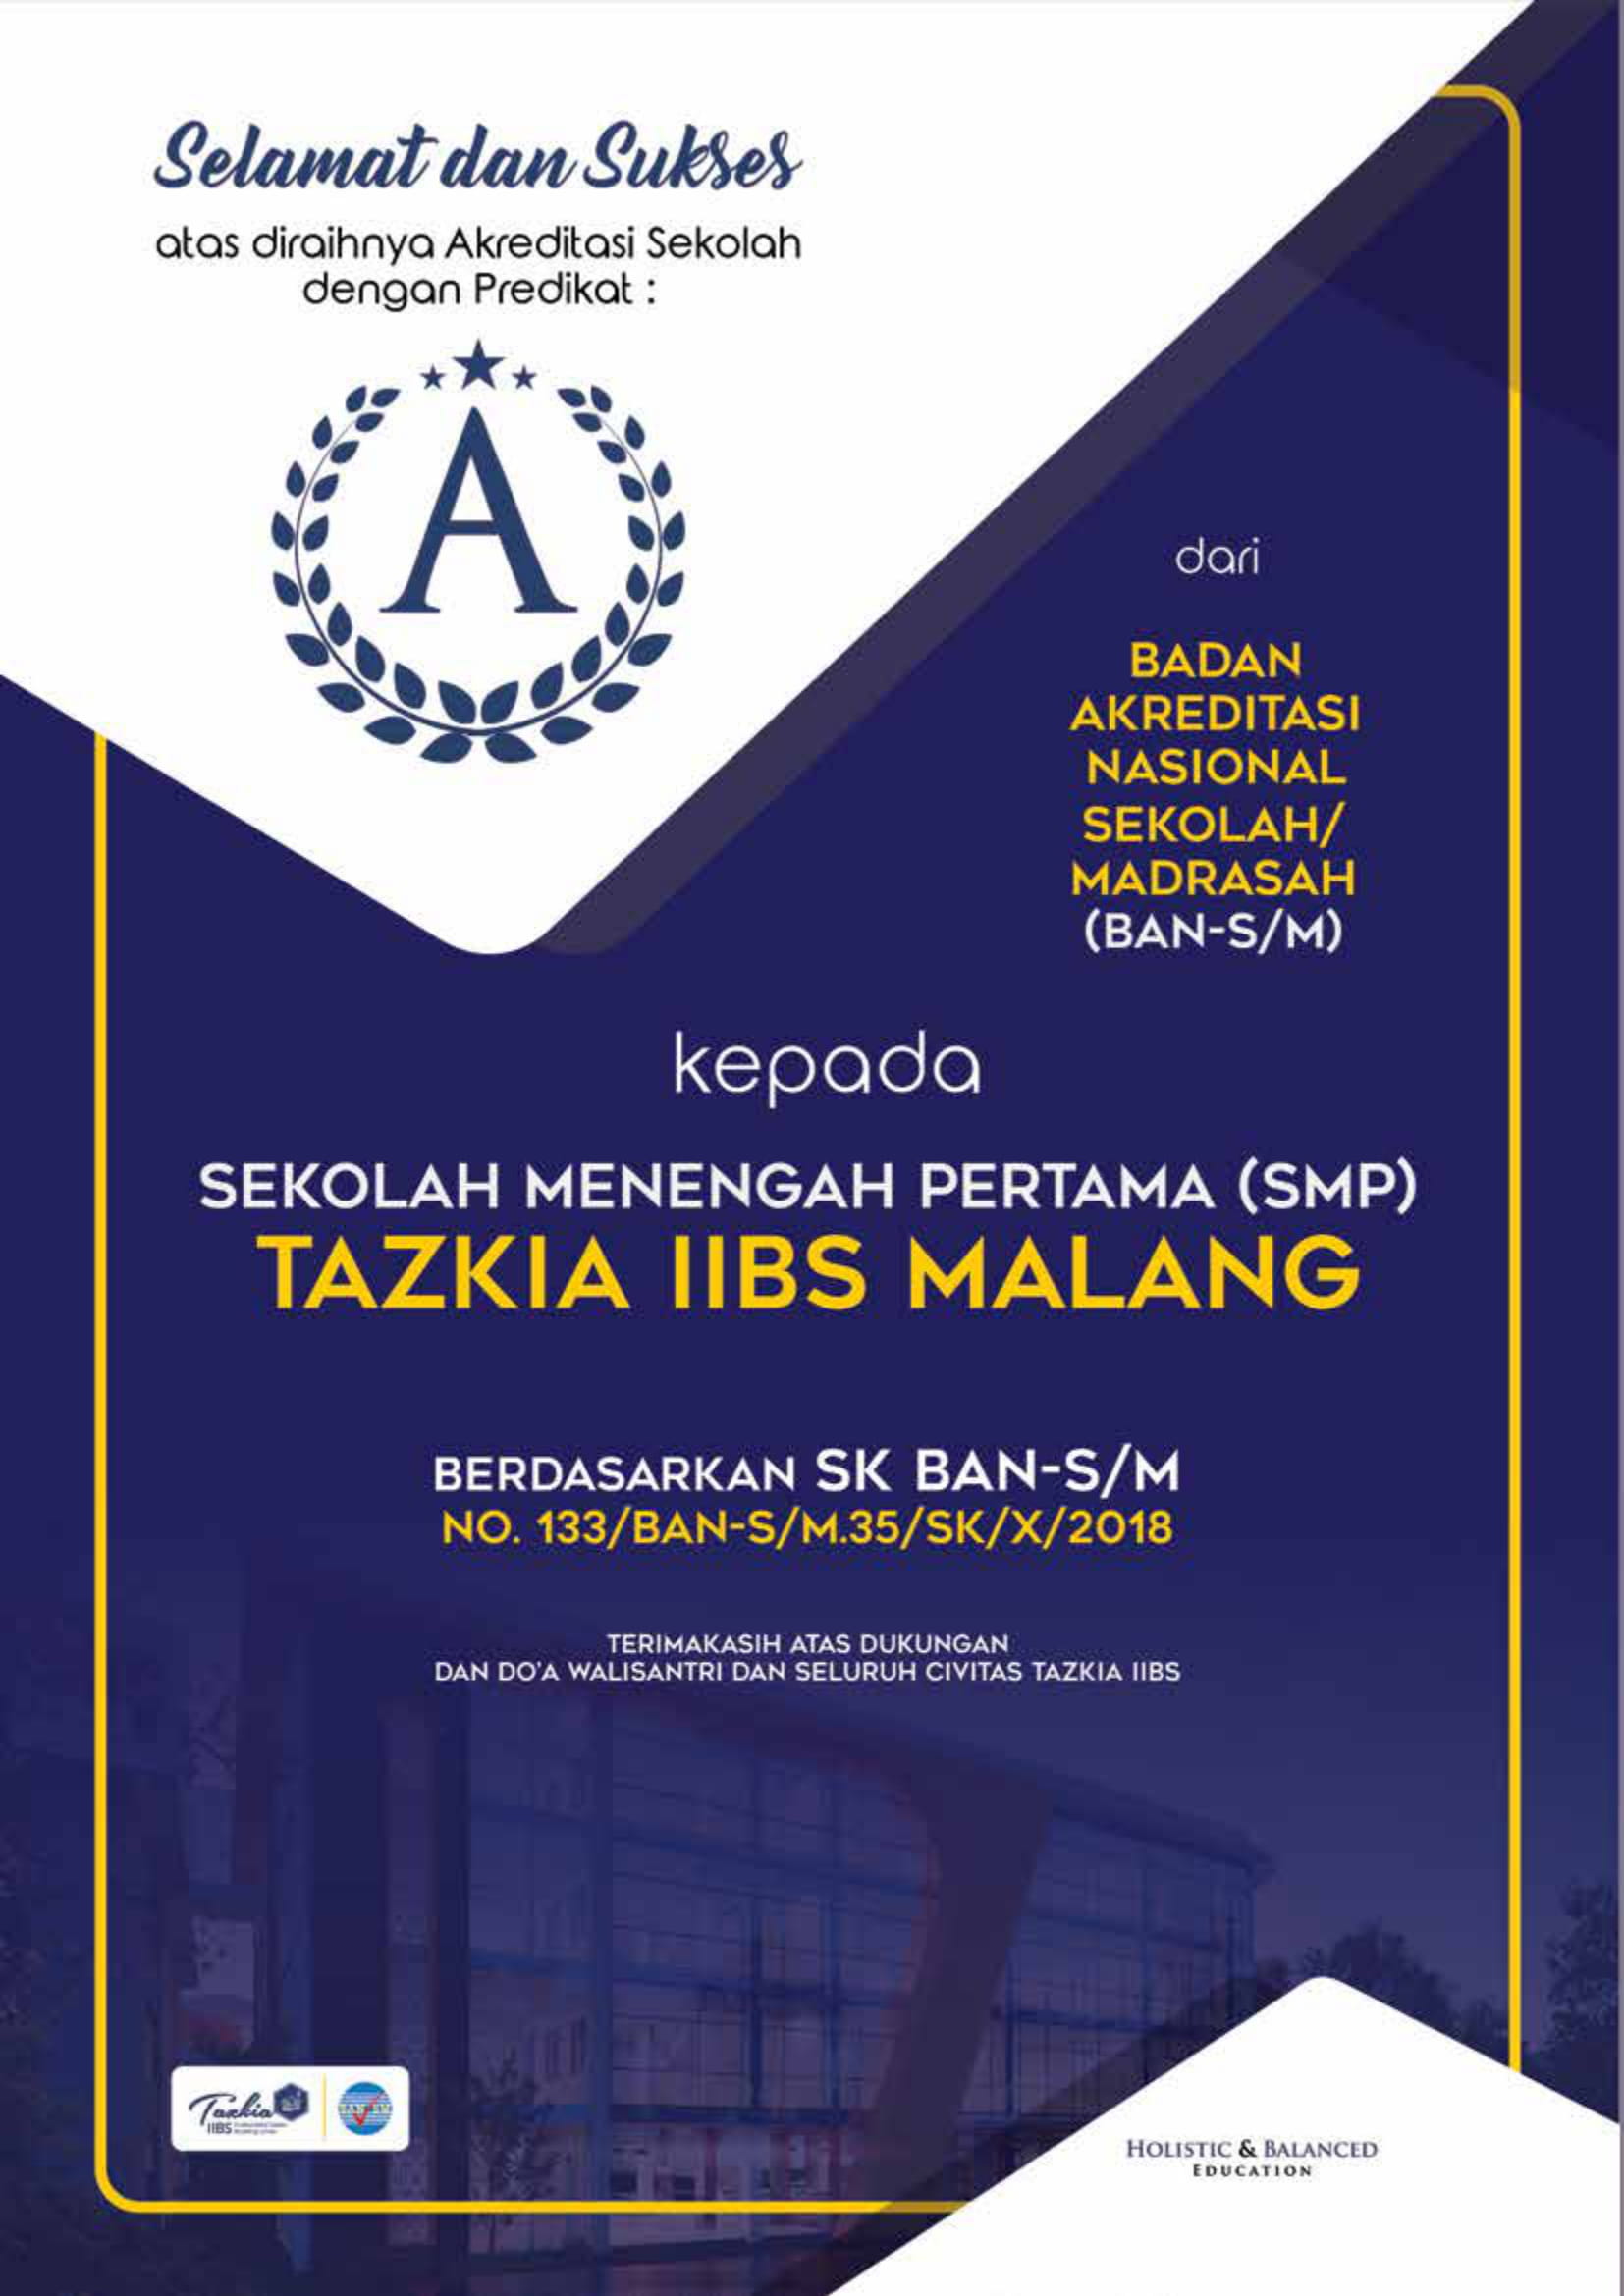 Selamat dan Sukses
atas diraihnya Akreditasi Sekolah
dengan Predikat :
A
dari
BADAN
AKREDITASI
NASIONAL
SEKOLAH/
MADRASAH
(BAN-S/M)
kepada
SEKOLAH MENENGAH PERTAMA (SMP)
TAZKIA IIBS MALANG
BERDASARKAN SK BAN-S/M
NO. 133/BAN-S/M.35/SK/X/2018
TERIMAKASIH ATAS DUKUNGAN
DAN DO'A WALISANTRI DAN SELURUH CIVITAS TAZKIA IIBS
Tazkia
IIBS
HOLISTIC & BALANCED
EDUCATION